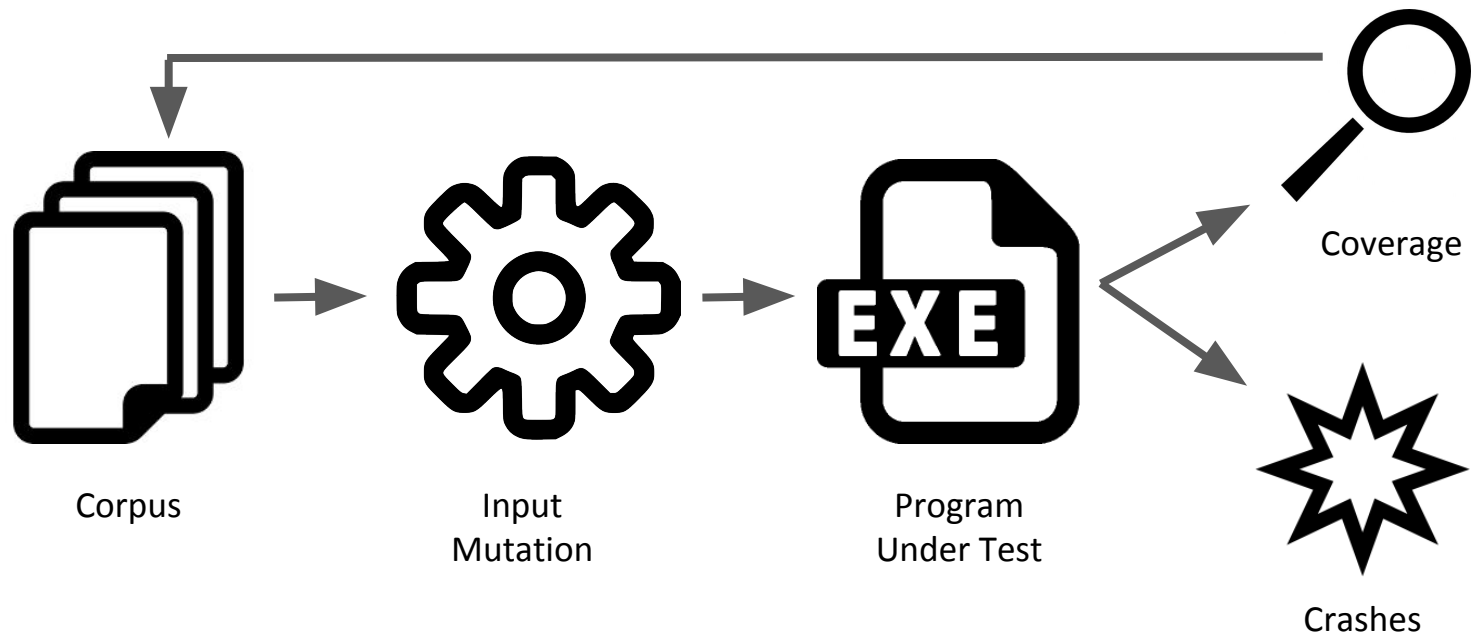 EXE
Coverage
Corpus
Input
Mutation
Program
Under Test
Crashes